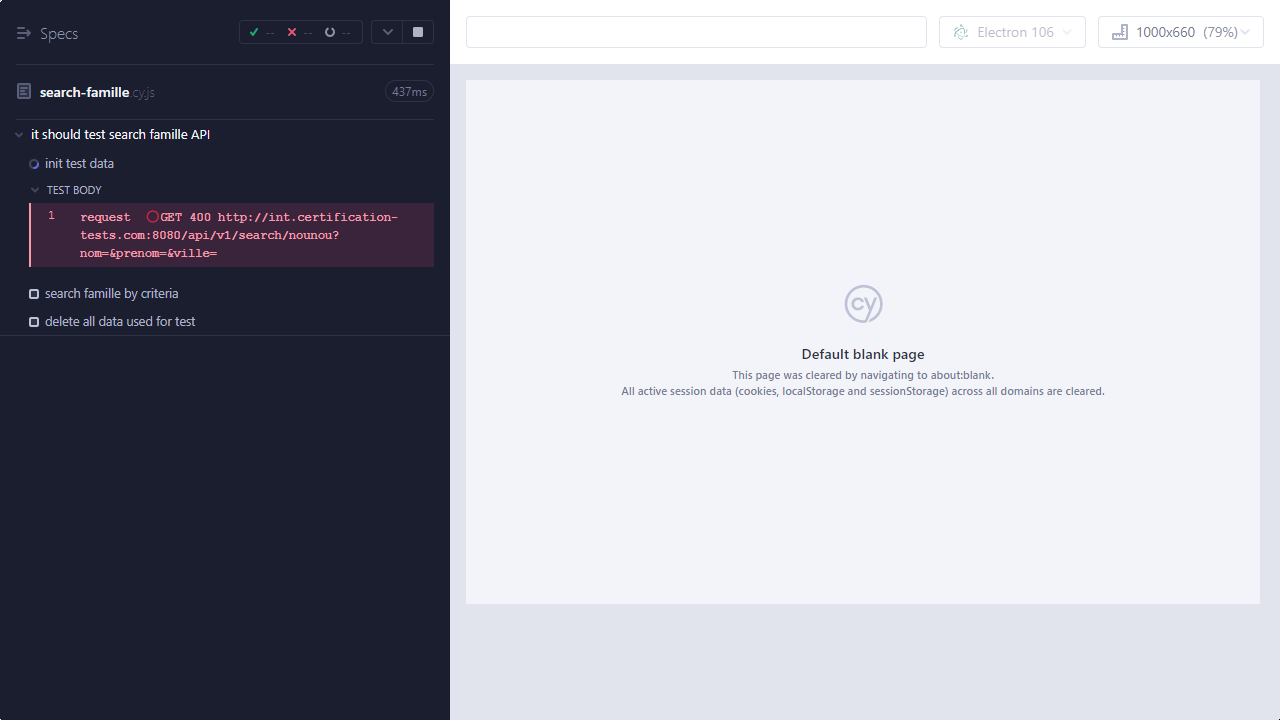 Specs
--
--
--
Electron 106
1000x660 (79%)
search-famille.cy.js
437ms
it should test search famille API
init test data
TEST BODY
1 request GET 400 http://int.certification-
tests.com:8080/api/v1/search/nounou?
nom=&prenom=&ville=
search famille by criteria
delete all data used for test
cy
Default blank page
This page was cleared by navigating to about:blank.
All active session data (cookies, localStorage and sessionStorage) across all domains are cleared.